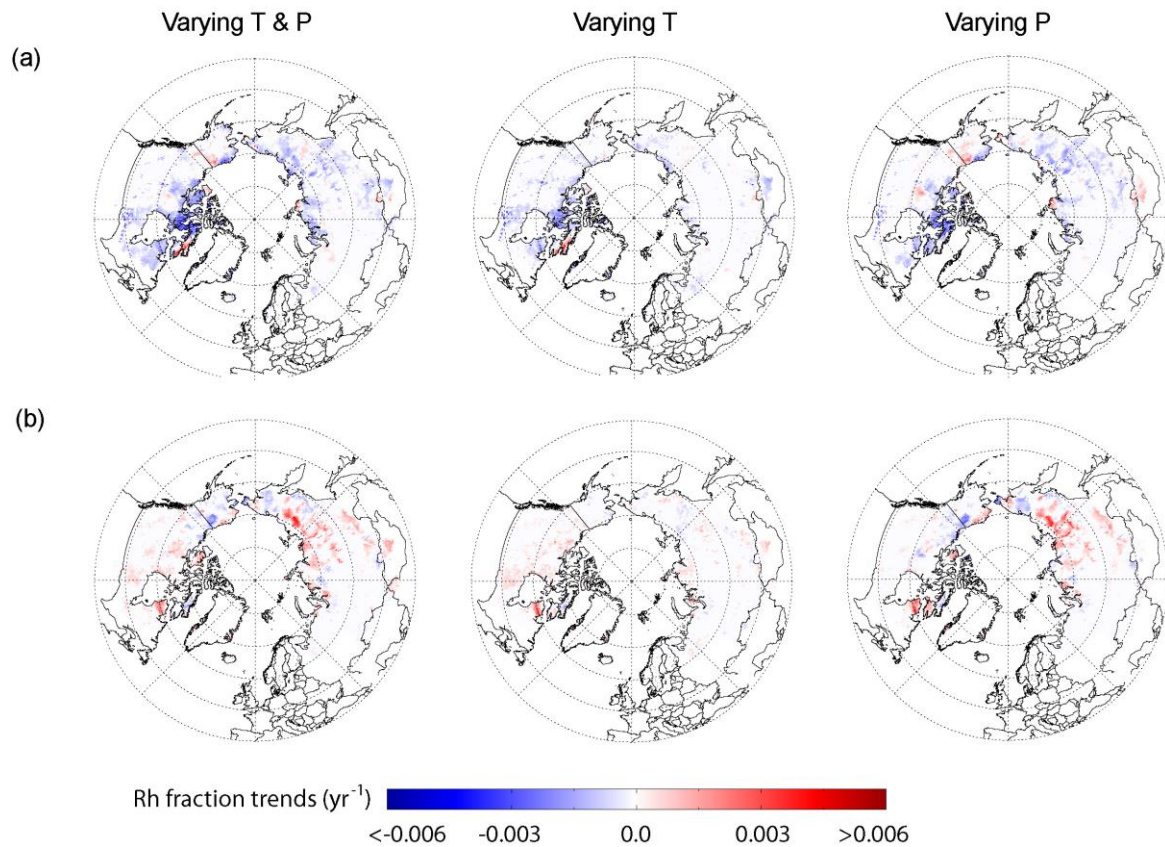 Varying T & P Varying T Varying P
(a)
(b)
Rh fraction trends (yr⁻¹)
<-0.006 -0.003 0.0 0.003 >0.006